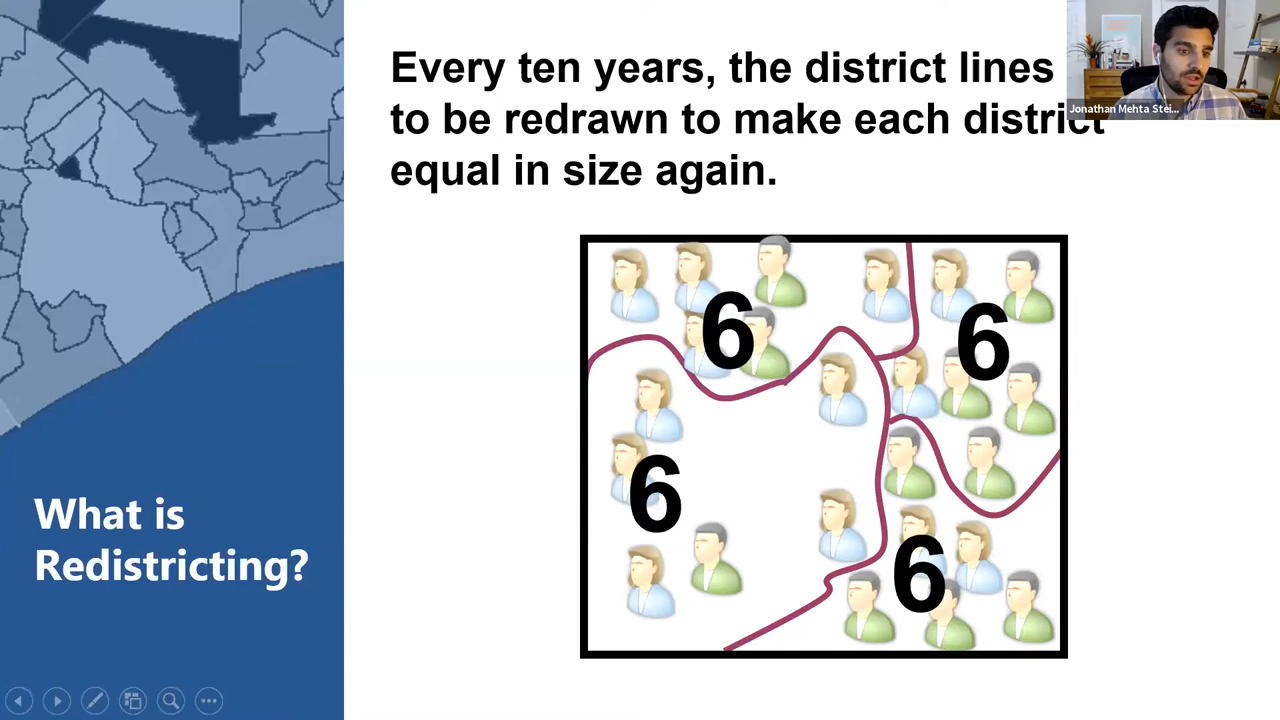 Every ten years, the district lines
to be redrawn to make each district
equal in size again.
Jonathan Mehta Stei...
6
6
6
6
What is
Redistricting?